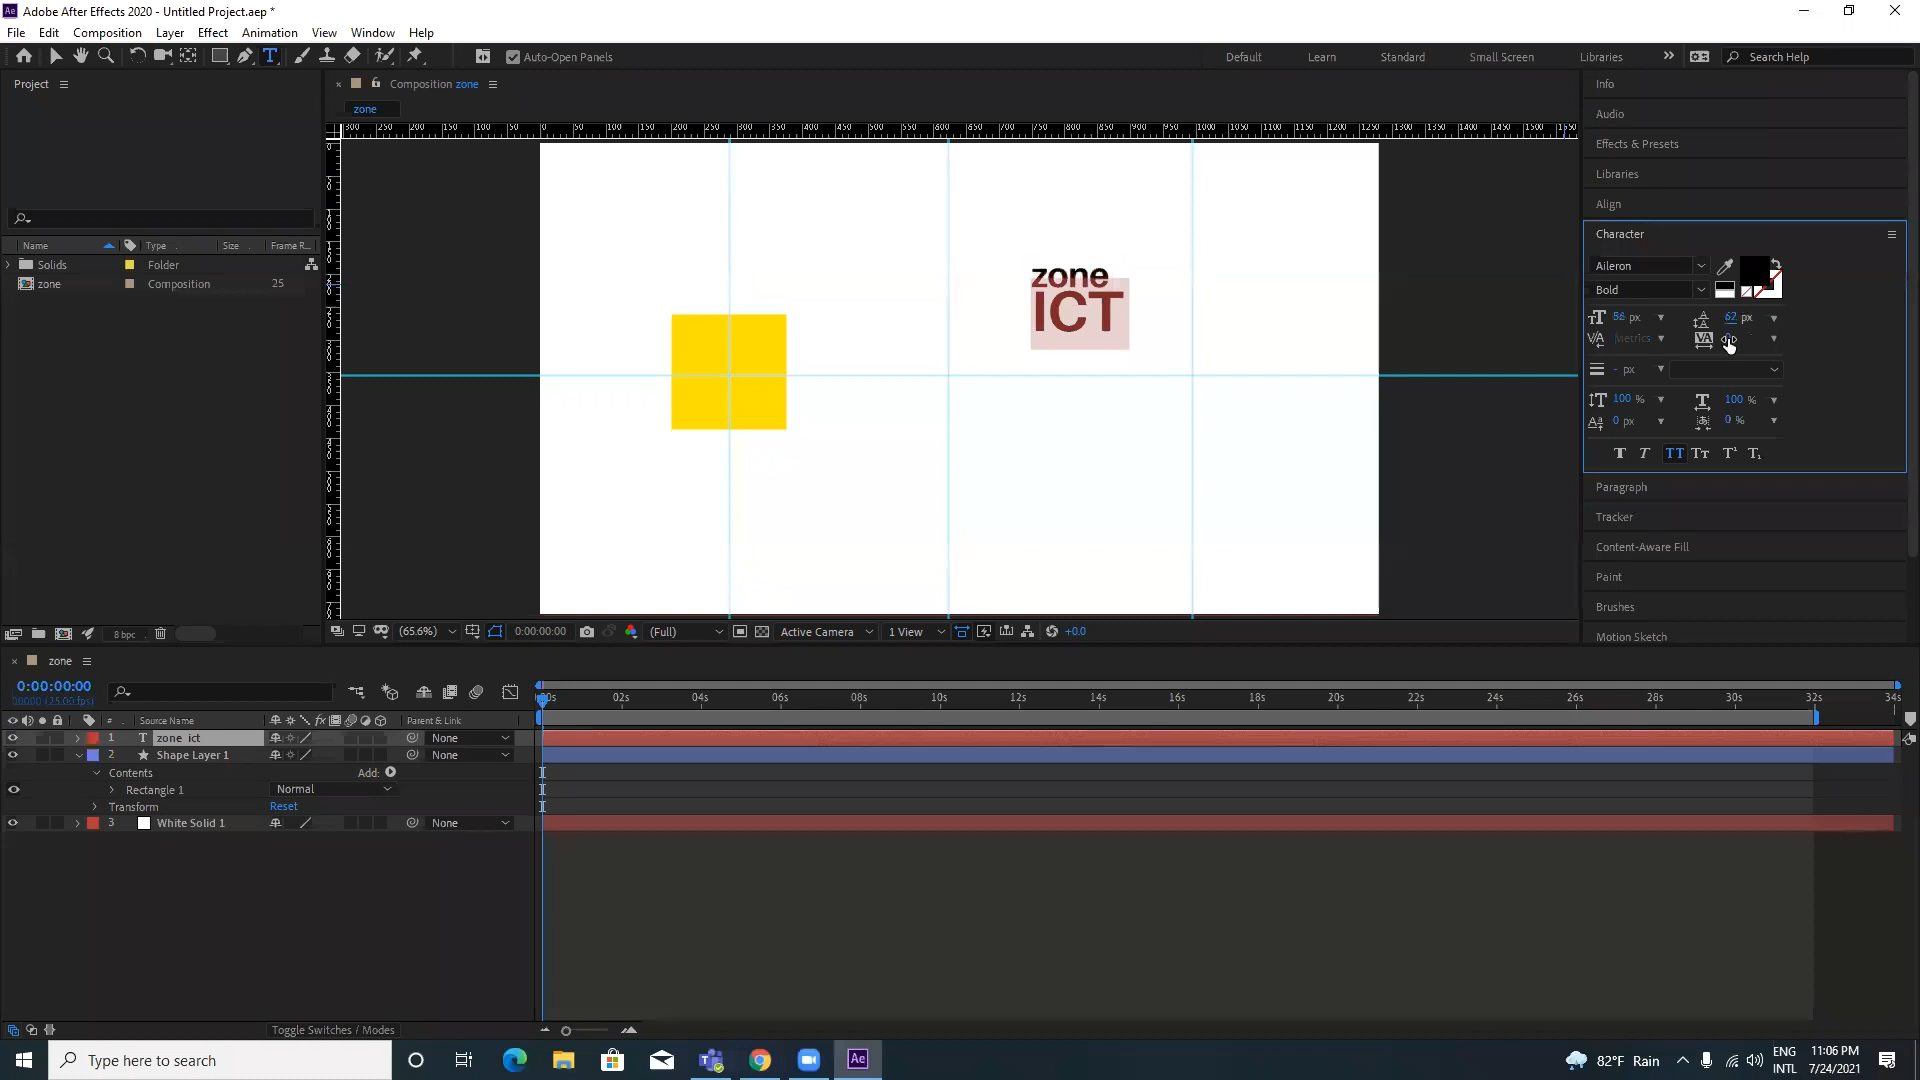 Adobe After Effects 2020 - Untitled Project.aep *
File Edit Composition Layer Effect Animation View Window Help
Auto-Open Panels Default Learn Standard Small Screen Libraries Search Help
Project
Composition zone
zone
Name Type Size Frame R...
Solids Folder
zone Composition 25
8 bpc
zone
ICT
(65.6%) 0:00:00:00 (Full) Active Camera 1 View +0.0
Info
Audio
Effects & Presets
Libraries
Align
Character
Aileron
Bold
px 62 px
Metrics
- px
100 % 100 %
0 px 0 %
Paragraph
Tracker
Content-Aware Fill
Paint
Brushes
Motion Sketch
zone
0:00:00:00
00000 (25.00 fps)
02s 04s 06s 08s 10s 12s 14s 16s 18s 20s 22s 24s 26s 28s 30s 32s 34s
# Source Name Parent & Link
1 T zone ict None
2 Shape Layer 1 None
Contents Add:
Rectangle 1 Normal
Transform Reset
3 White Solid 1 None
Toggle Switches / Modes
Type here to search
82°F Rain
ENG
INTL
11:06 PM
7/24/2021